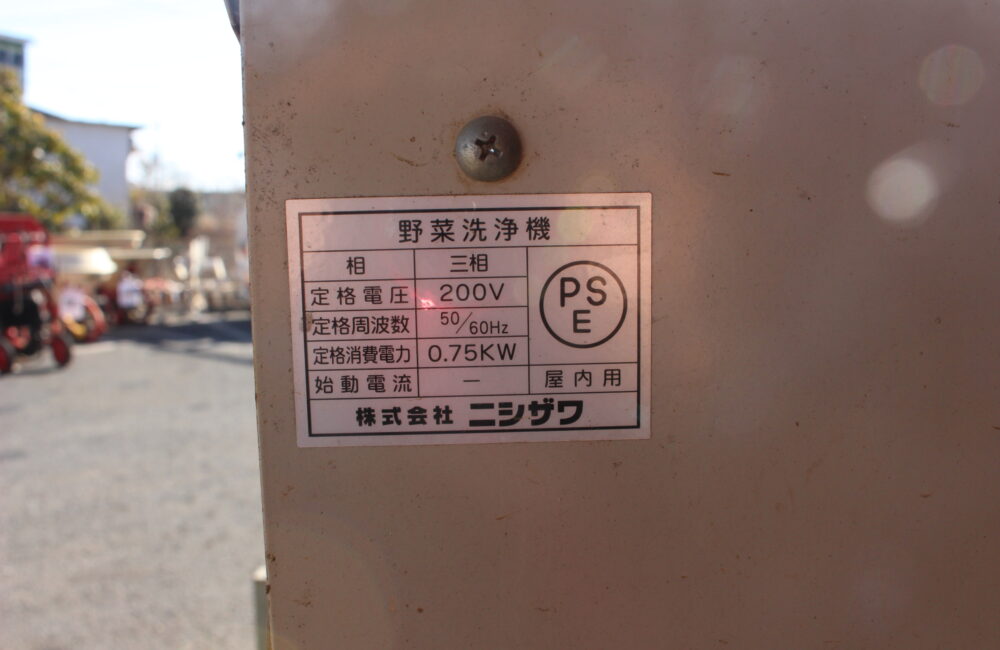 野菜洗浄機
相 三相
定格電圧 200V
定格周波数 50/60Hz
PS
E
定格消費電力 0.75KW
始動電流 — 屋内用
株式会社 ニシザワ